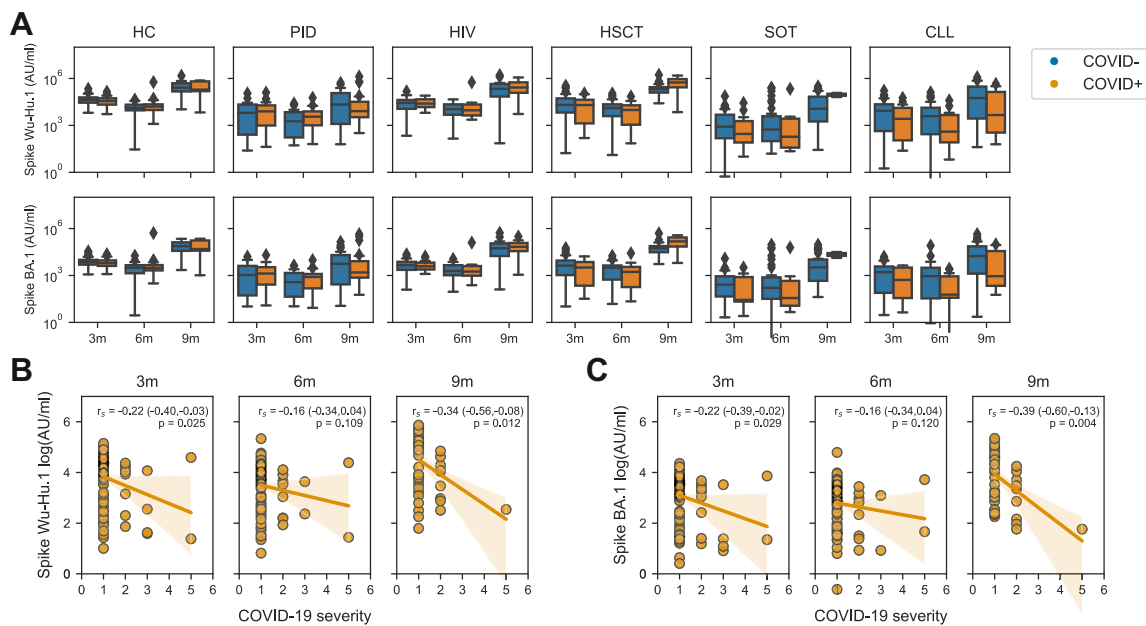 A
HC PID HIV HSCT SOT CLL
COVID-
COVID+
Spike Wu-Hu.1 (AU/ml)
10^6
10^3
10^0
Spike BA.1 (AU/ml)
10^6
10^3
10^0
3m 6m 9m 3m 6m 9m 3m 6m 9m 3m 6m 9m 3m 6m 9m 3m 6m 9m
B
3m 6m 9m
r_s = -0.22 (-0.40,-0.03)
p = 0.025
r_s = -0.16 (-0.34,0.04)
p = 0.109
r_s = -0.34 (-0.56,-0.08)
p = 0.012
Spike Wu-Hu.1 log(AU/ml)
6
4
2
0
0 1 2 3 4 5 6 0 1 2 3 4 5 6 0 1 2 3 4 5 6
COVID-19 severity
C
3m 6m 9m
r_s = -0.22 (-0.39,-0.02)
p = 0.029
r_s = -0.16 (-0.34,0.04)
p = 0.120
r_s = -0.39 (-0.60,-0.13)
p = 0.004
Spike BA.1 log(AU/ml)
6
4
2
0
0 1 2 3 4 5 6 0 1 2 3 4 5 6 0 1 2 3 4 5 6
COVID-19 severity